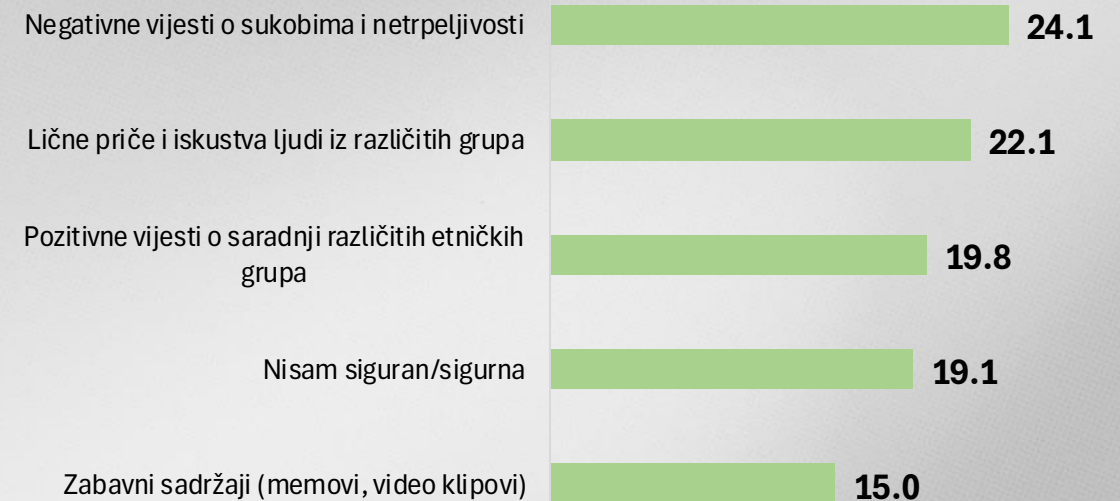 Negativne vijesti o sukobima i netrpeljivosti
24.1
Lične priče i iskustva ljudi iz različitih grupa
22.1
Pozitivne vijesti o saradnji različitih etničkih
grupa
19.8
Nisam siguran/sigurna
19.1
Zabavni sadržaji (memovi, video klipovi)
15.0